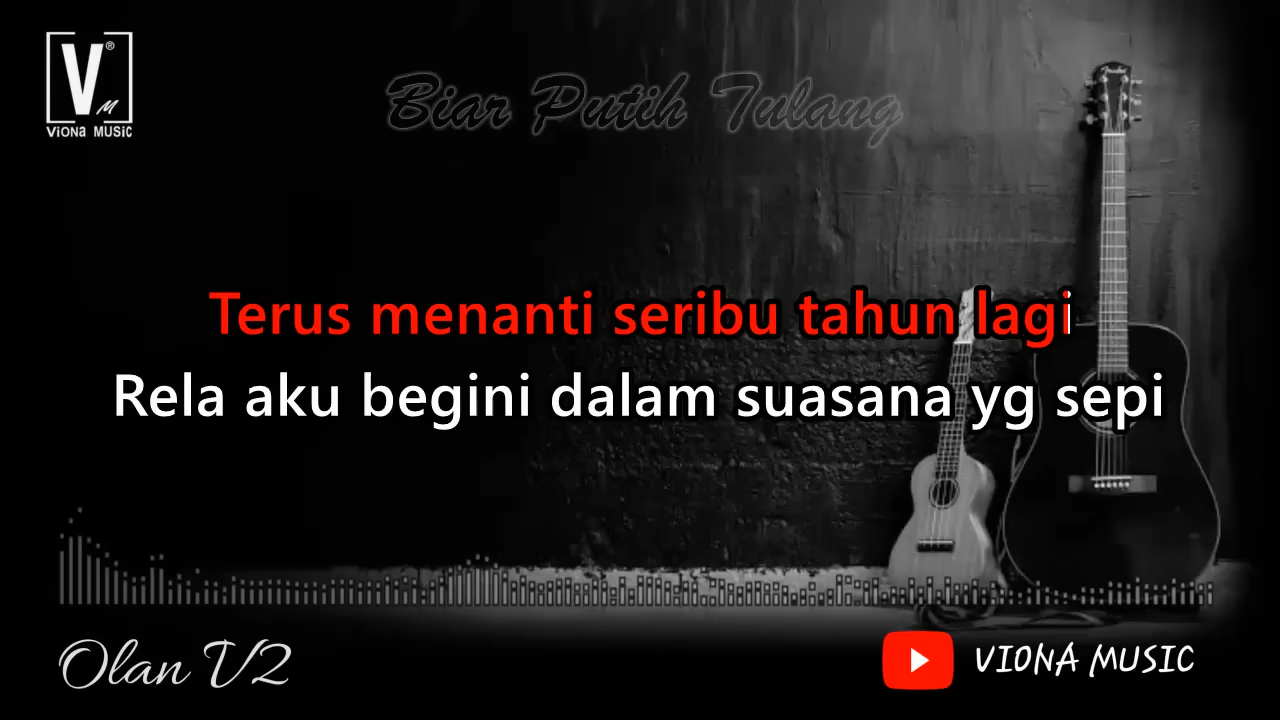 V®
M
ViONa MUSiC
Biar Putih Tulang
Terus menanti seribu tahun lagi
Rela aku begini dalam suasana yg sepi
Olan V2
VIONA MUSIC